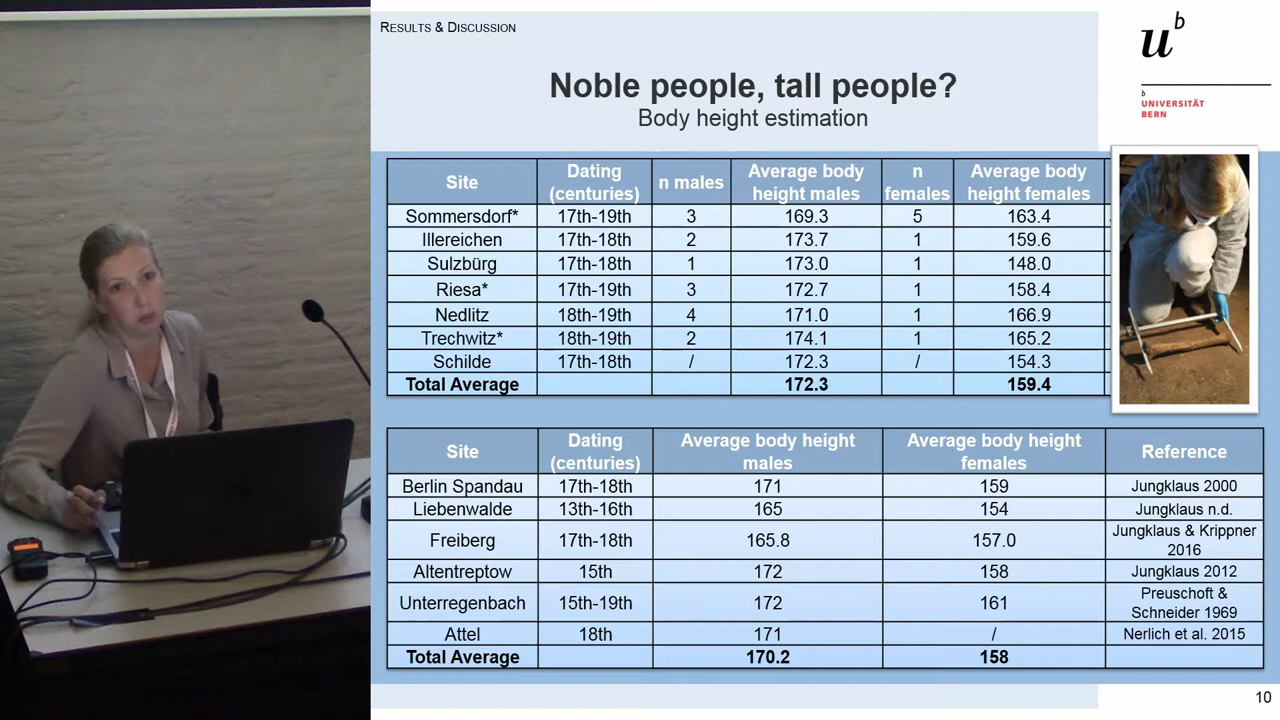 RESULTS & DISCUSSION
Noble people, tall people?
Body height estimation
u^b
b
UNIVERSITÄT
BERN
Site | Dating (centuries) | n males | Average body height males | n females | Average body height females
Sommersdorf* | 17th-19th | 3 | 169.3 | 5 | 163.4
Illereichen | 17th-18th | 2 | 173.7 | 1 | 159.6
Sulzbürg | 17th-18th | 1 | 173.0 | 1 | 148.0
Riesa* | 17th-19th | 3 | 172.7 | 1 | 158.4
Nedlitz | 18th-19th | 4 | 171.0 | 1 | 166.9
Trechwitz* | 18th-19th | 2 | 174.1 | 1 | 165.2
Schilde | 17th-18th | / | 172.3 | / | 154.3
Total Average | 172.3 | 159.4
Site | Dating (centuries) | Average body height males | Average body height females | Reference
Berlin Spandau | 17th-18th | 171 | 159 | Jungklaus 2000
Liebenwalde | 13th-16th | 165 | 154 | Jungklaus n.d.
Freiberg | 17th-18th | 165.8 | 157.0 | Jungklaus & Krippner 2016
Altentreptow | 15th | 172 | 158 | Jungklaus 2012
Unterregenbach | 15th-19th | 172 | 161 | Preuschoft & Schneider 1969
Attel | 18th | 171 | / | Nerlich et al. 2015
Total Average | 170.2 | 158
10